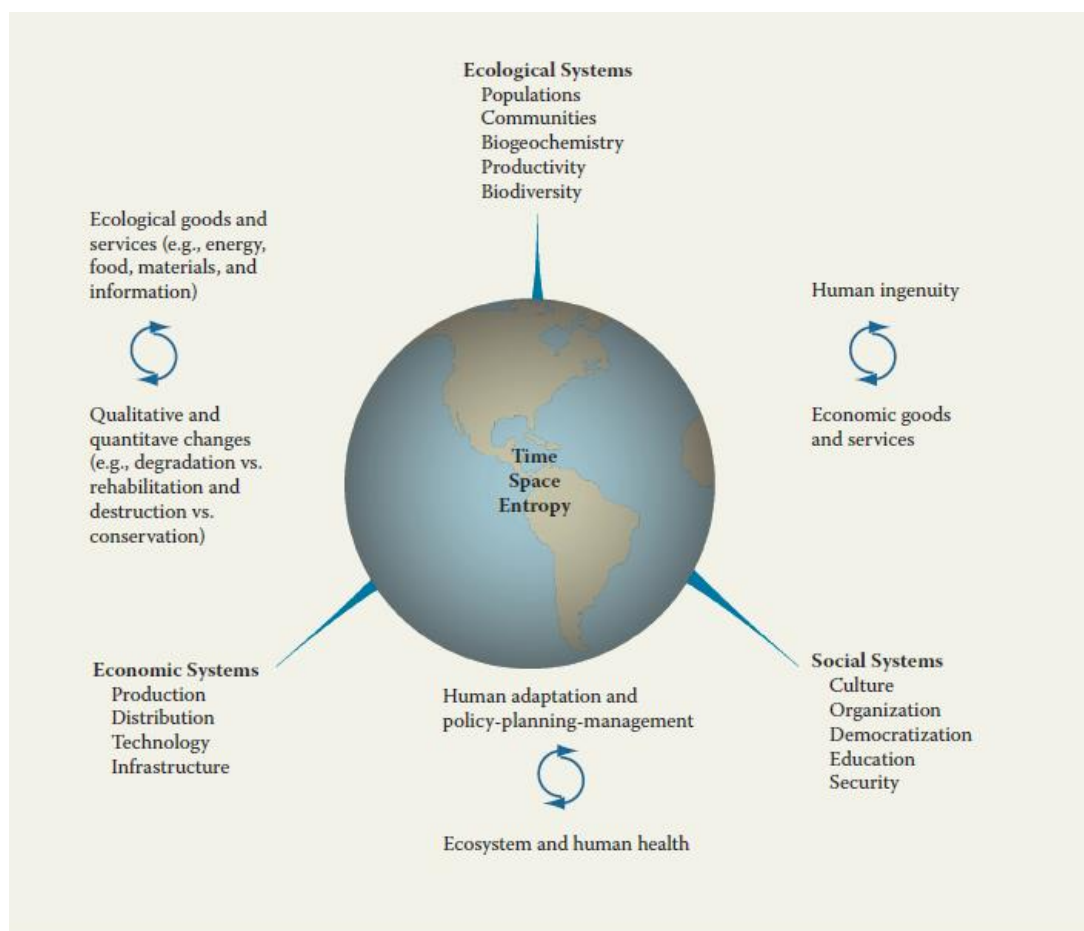 Ecological Systems
Populations
Communities
Biogeochemistry
Productivity
Biodiversity
Ecological goods and
services (e.g., energy,
food, materials, and
information)
Qualitative and
quantitave changes
(e.g., degradation vs.
rehabilitation and
destruction vs.
conservation)
Human ingenuity
Economic goods
and services
Time
Space
Entropy
Economic Systems
Production
Distribution
Technology
Infrastructure
Human adaptation and
policy-planning-management
Ecosystem and human health
Social Systems
Culture
Organization
Democratization
Education
Security